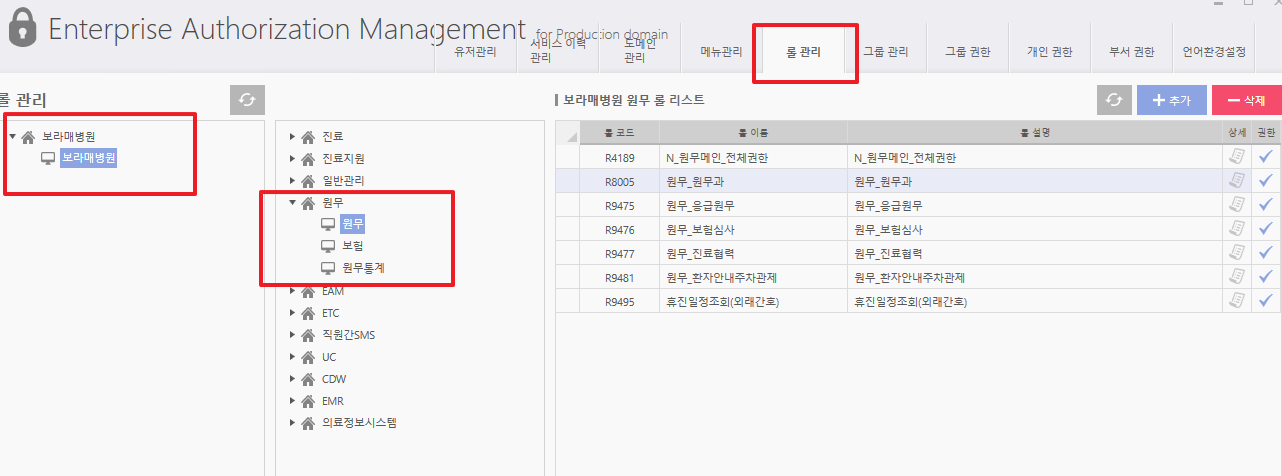 Enterprise Authorization Management for Production domain
유저관리
서비스 이력
관리
도메인
관리
메뉴관리
롤 관리
그룹 관리
그룹 권한
개인 권한
부서 권한
언어환경설정
롤 관리
보라매병원
보라매병원
진료
진료지원
일반관리
원무
원무
보험
원무통계
EAM
ETC
직원간SMS
UC
CDW
EMR
의료정보시스템
보라매병원 원무 롤 리스트
추가
삭제
롤 코드 롤 이름 롤 설명 상세 권한
R4189 N_원무메인_전체권한 N_원무메인_전체권한
R8005 원무_원무과 원무_원무과
R9475 원무_응급원무 원무_응급원무
R9476 원무_보험심사 원무_보험심사
R9477 원무_진료협력 원무_진료협력
R9481 원무_환자안내주차관제 원무_환자안내주차관제
R9495 휴진일정조회(외래간호) 휴진일정조회(외래간호)